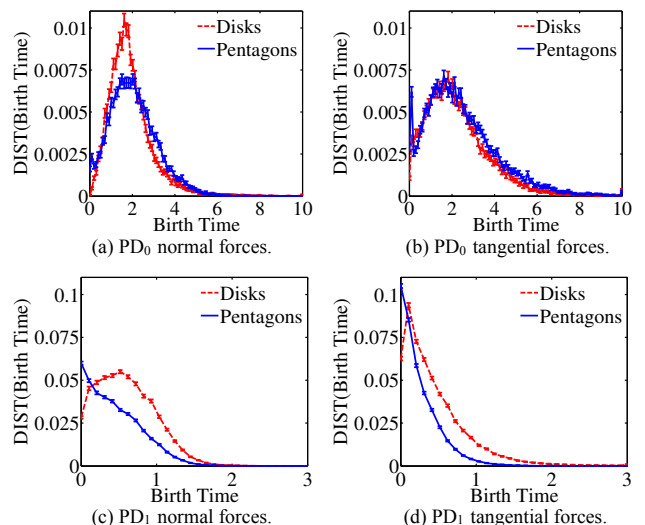 0.01
0.0075
0.005
0.0025
0
DIST(Birth Time)
Disks
Pentagons
0 2 4 6 8 10
Birth Time
(a) PD₀ normal forces.
0.01
0.0075
0.005
0.0025
0
DIST(Birth Time)
Disks
Pentagons
0 2 4 6 8 10
Birth Time
(b) PD₀ tangential forces.
0.1
0.075
0.05
0.025
0
DIST(Birth Time)
Disks
Pentagons
0 1 2 3
Birth Time
(c) PD₁ normal forces.
0.1
0.075
0.05
0.025
0
DIST(Birth Time)
Disks
Pentagons
0 1 2 3
Birth Time
(d) PD₁ tangential forces.